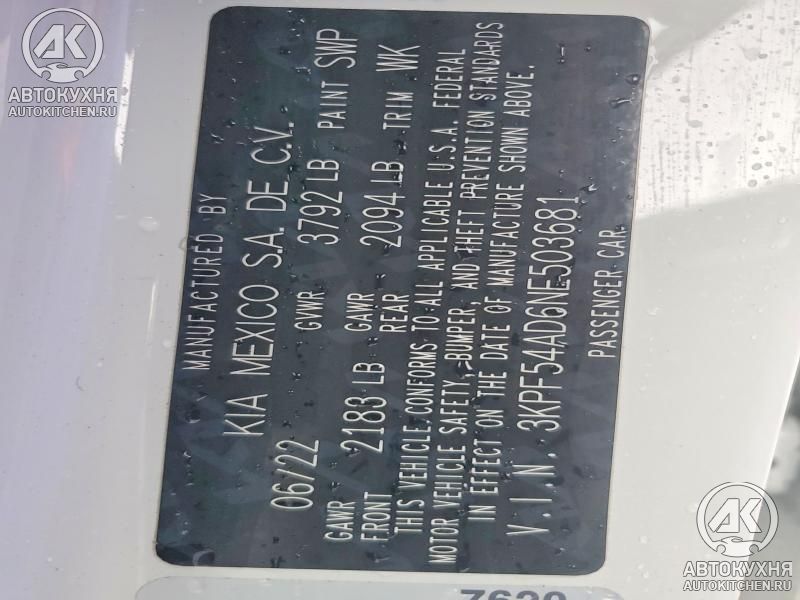 MANUFACTURED BY
KIA MEXICO S.A. DE C.V.
06/22 GVWR 3792 LB PAINT SWP
GAWR FRONT 2183 LB GAWR REAR 2094 LB TRIM WK
THIS VEHICLE CONFORMS TO ALL APPLICABLE U.S.A. FEDERAL
MOTOR VEHICLE SAFETY, BUMPER, AND THEFT PREVENTION STANDARDS
IN EFFECT ON THE DATE OF MANUFACTURE SHOWN ABOVE.
V.I.N. 3KPF54AD6NE503681
PASSENGER CAR
АК
АВТОКУХНЯ
AUTOKITCHEN.RU
АК
АВТОКУХНЯ
AUTOKITCHEN.RU